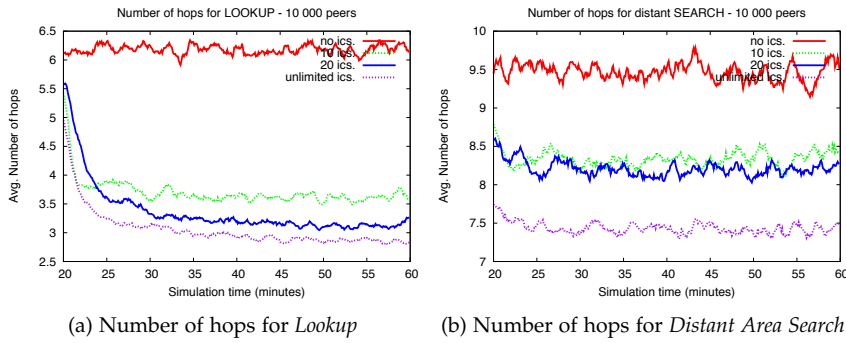 Number of hops for LOOKUP - 10 000 peers
6.5
6
5.5
5
4.5
4
3.5
3
2.5
Avg. Number of hops
no ics.
10 ics.
20 ics.
unlimited ics.
20 25 30 35 40 45 50 55 60
Simulation time (minutes)
(a) Number of hops for Lookup
Number of hops for distant SEARCH - 10 000 peers
10
9.5
9
8.5
8
7.5
7
Avg. Number of hops
no ics.
10 ics.
20 ics.
unlimited ics.
20 25 30 35 40 45 50 55 60
Simulation time (minutes)
(b) Number of hops for Distant Area Search